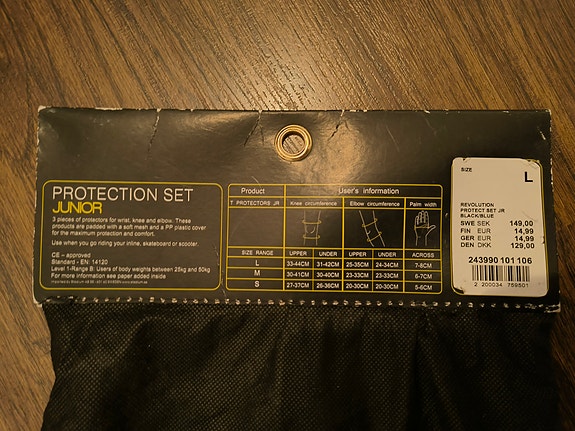 PROTECTION SET
JUNIOR
3 pieces of protectors for wrist, knee and elbow. These
products are padded with a soft mesh and a PP plastic cover
for the maximum protection and comfort.
Use when you go riding your inline, skateboard or scooter.
CE – approved
Standard - EN: 14120
Level 1-Range B: Users of body weights between 25kg and 50kg
For more information see paper added inside
Product User's information
T PROTECTORS JR Knee circumference Elbow circumference Palm width
SIZE RANGE UPPER UNDER UPPER UNDER ACROSS
L 33-44CM 31-42CM 25-35CM 24-34CM 7-8CM
M 30-41CM 30-40CM 23-33CM 23-33CM 6-7CM
S 27-37CM 26-36CM 20-30CM 20-30CM 5-6CM
SIZE
L
REVOLUTION
PROTECT SET JR
BLACK/BLUE
SWE SEK 149,00
FIN EUR 14,99
GER EUR 14,99
DEN DKK 129,00
243990 101 106
2 200034 759501